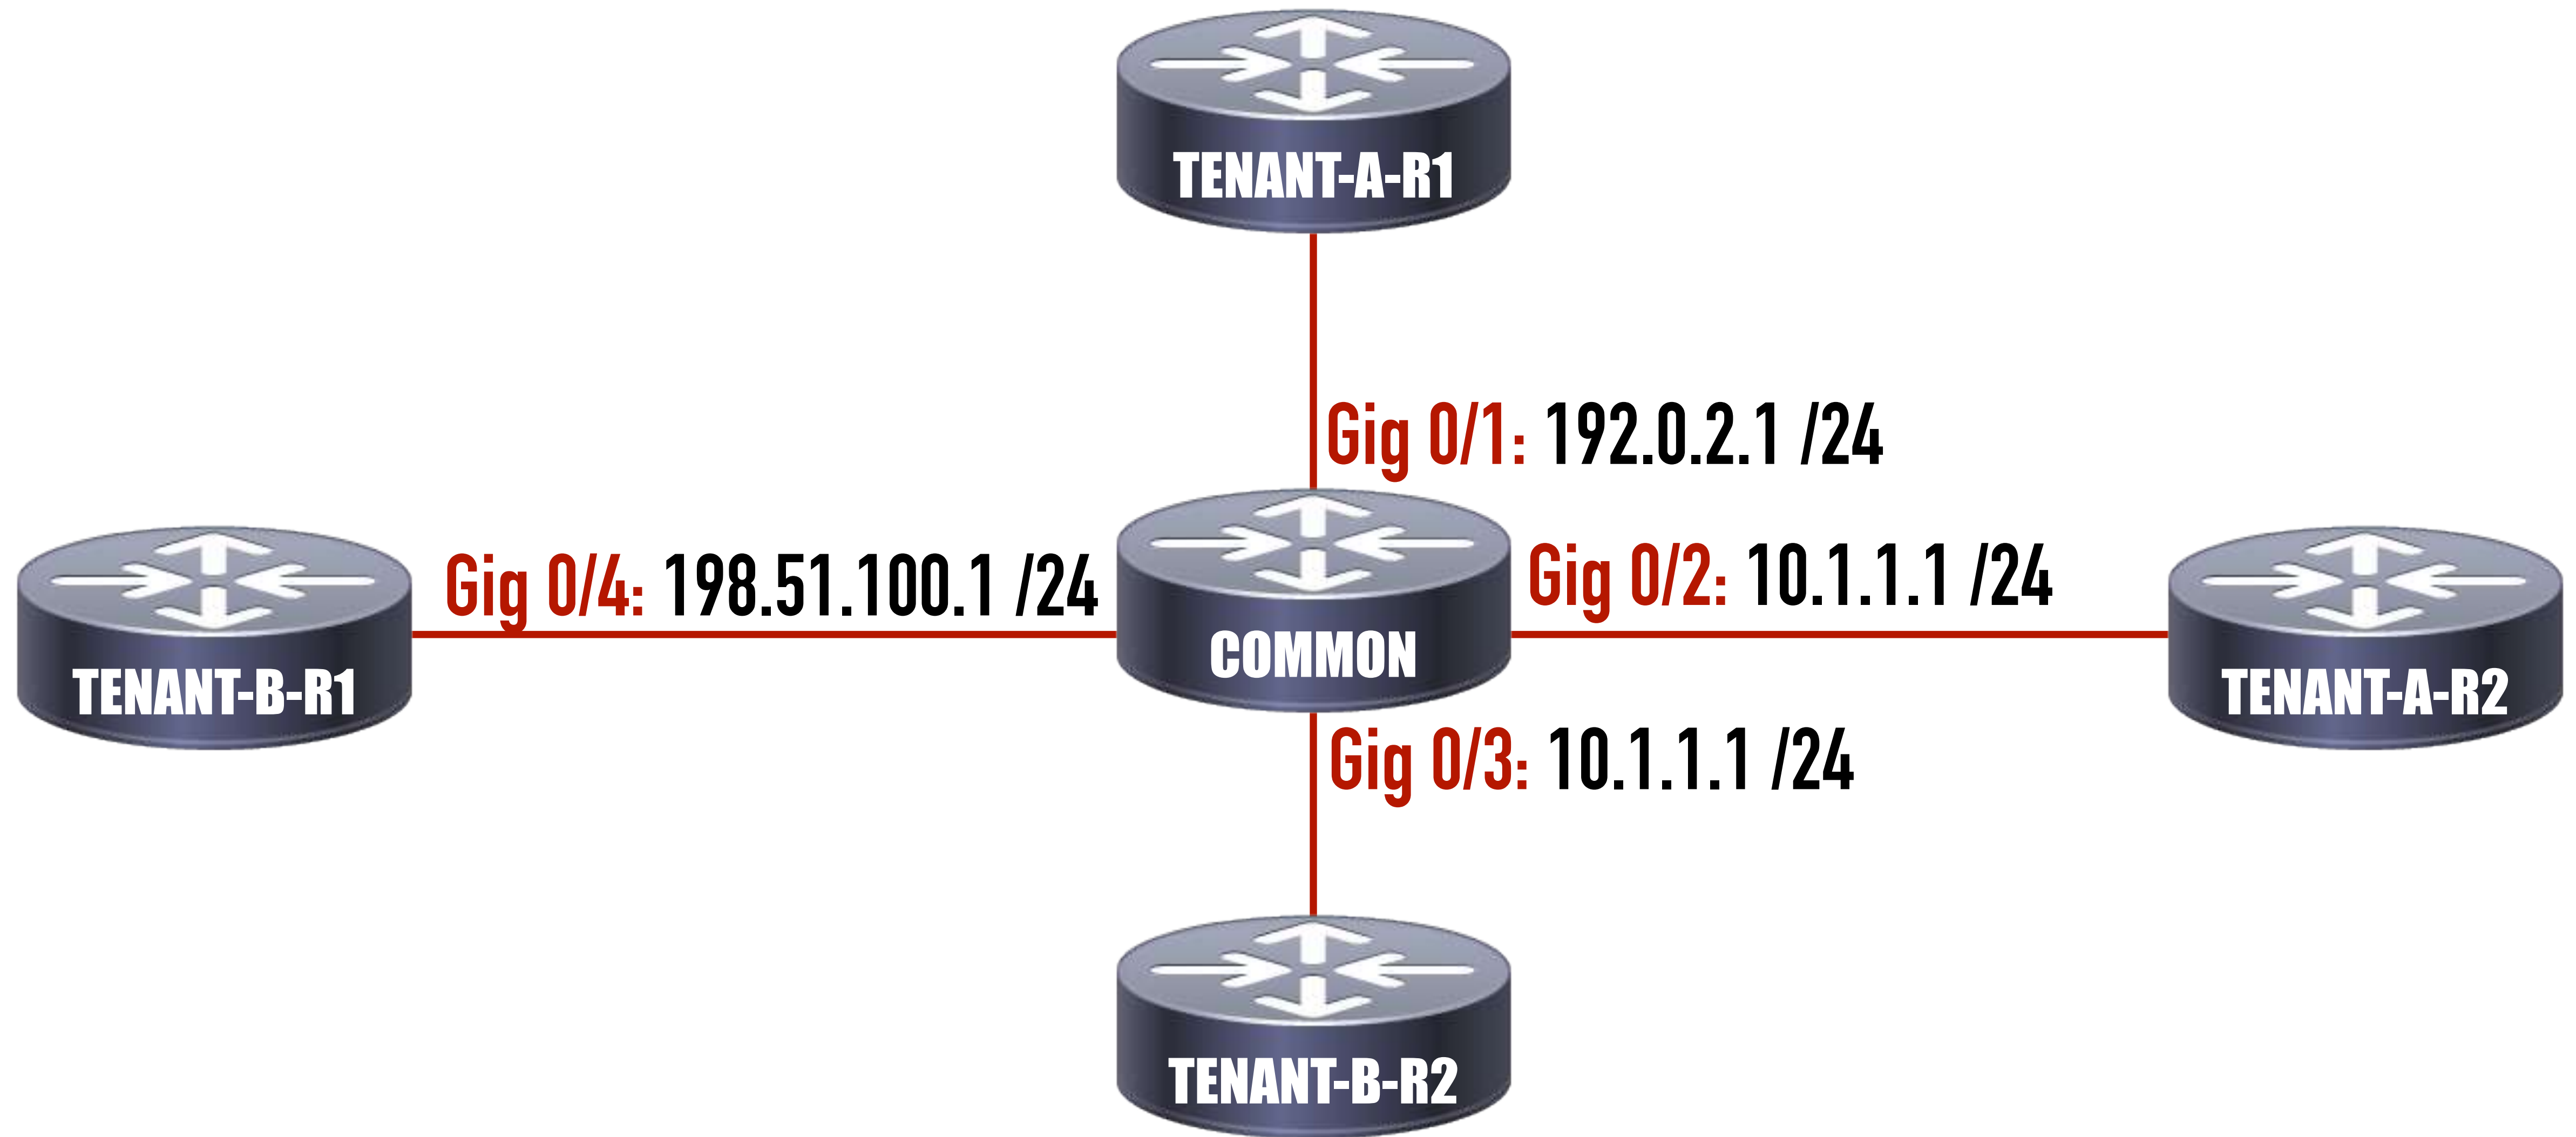 TENANT-A-R1
Gig 0/1: 192.0.2.1 /24
Gig 0/4: 198.51.100.1 /24
Gig 0/2: 10.1.1.1 /24
TENANT-B-R1
COMMON
TENANT-A-R2
Gig 0/3: 10.1.1.1 /24
TENANT-B-R2